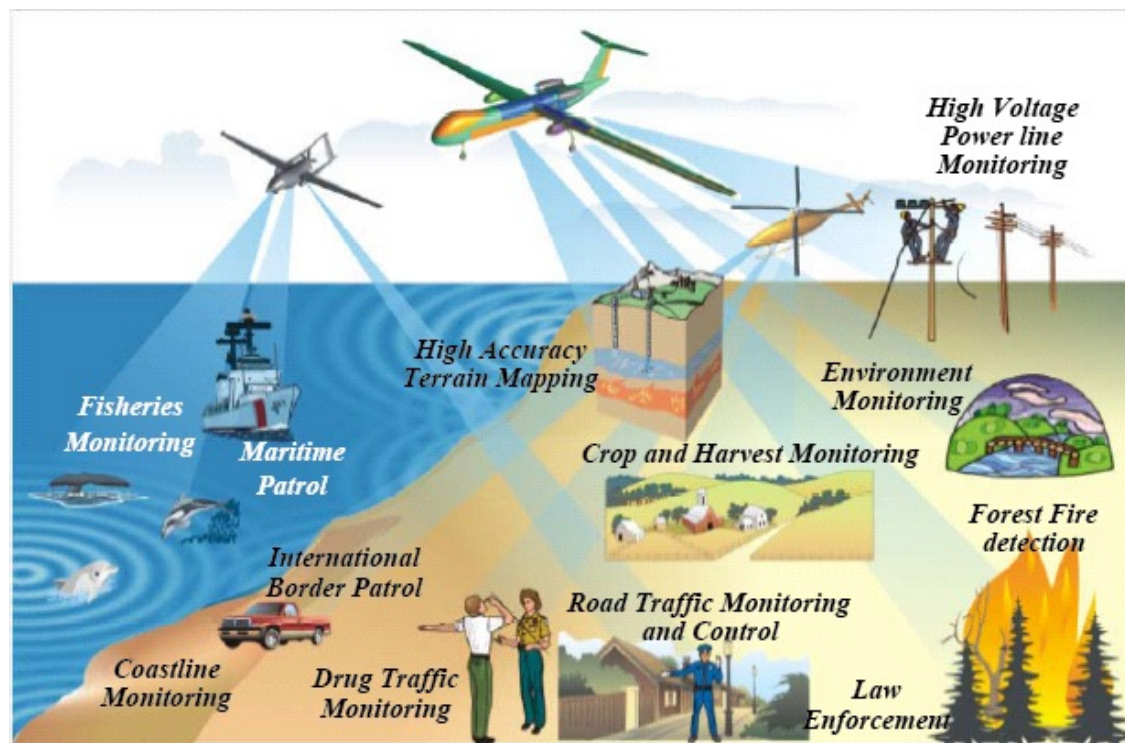 High Voltage
Power line
Monitoring
High Accuracy
Terrain Mapping
Environment
Monitoring
Fisheries
Monitoring
Maritime
Patrol
Crop and Harvest Monitoring
Forest Fire
detection
International
Border Patrol
Road Traffic Monitoring
and Control
Coastline
Monitoring
Drug Traffic
Monitoring
Law
Enforcement